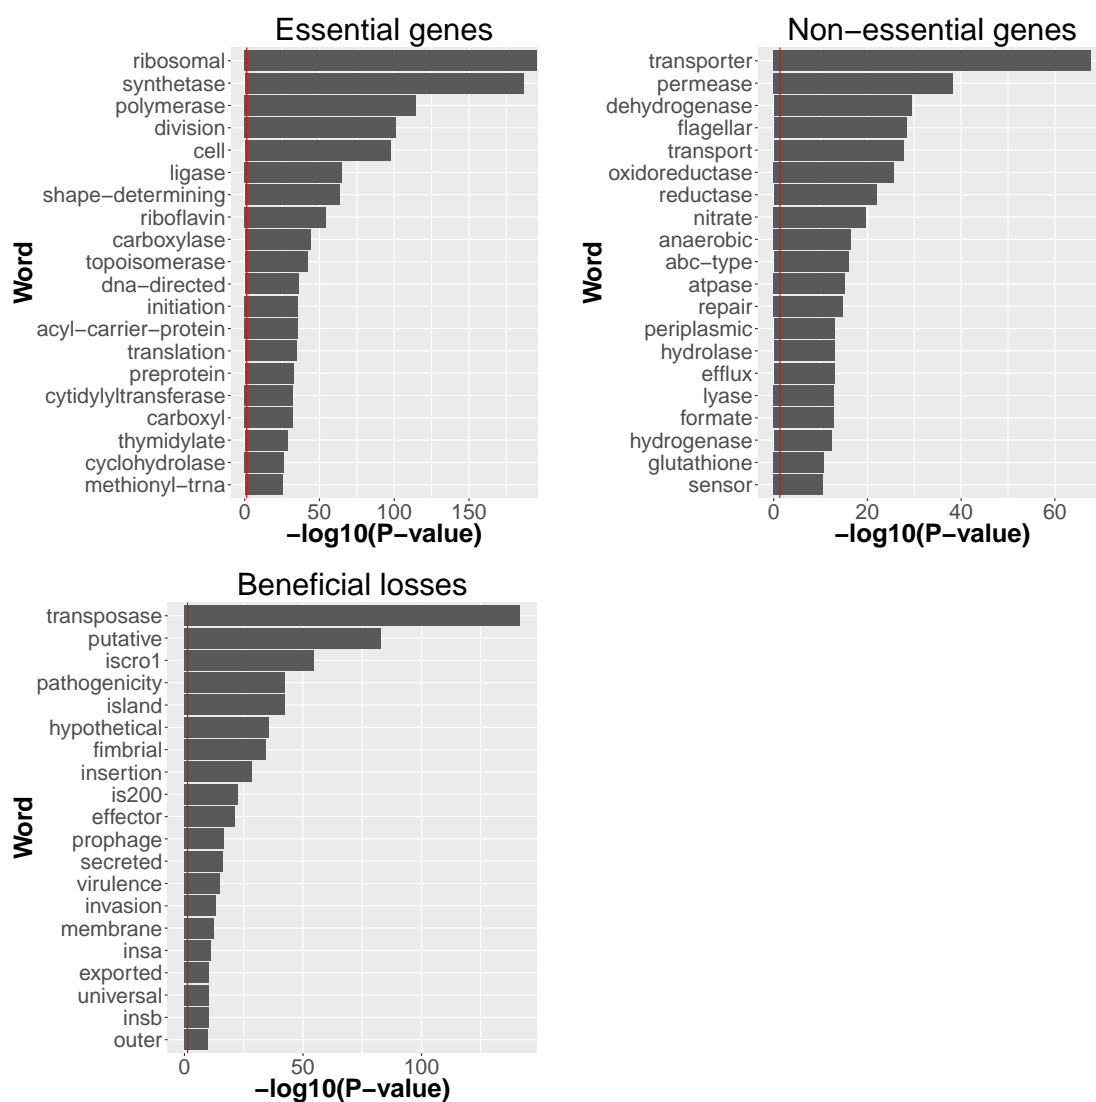 Essential genes
Word
ribosomal
synthetase
polymerase
division
cell
ligase
shape−determining
riboflavin
carboxylase
topoisomerase
dna−directed
initiation
acyl−carrier−protein
translation
preprotein
cytidylyltransferase
carboxyl
thymidylate
cyclohydrolase
methionyl−trna
0 50 100 150
−log10(P−value)
Non−essential genes
Word
transporter
permease
dehydrogenase
flagellar
transport
oxidoreductase
reductase
nitrate
anaerobic
abc−type
atpase
repair
periplasmic
hydrolase
efflux
lyase
formate
hydrogenase
glutathione
sensor
0 20 40 60
−log10(P−value)
Beneficial losses
Word
transposase
putative
iscro1
pathogenicity
island
hypothetical
fimbrial
insertion
is200
effector
prophage
secreted
virulence
invasion
membrane
insa
exported
universal
insb
outer
0 50 100
−log10(P−value)